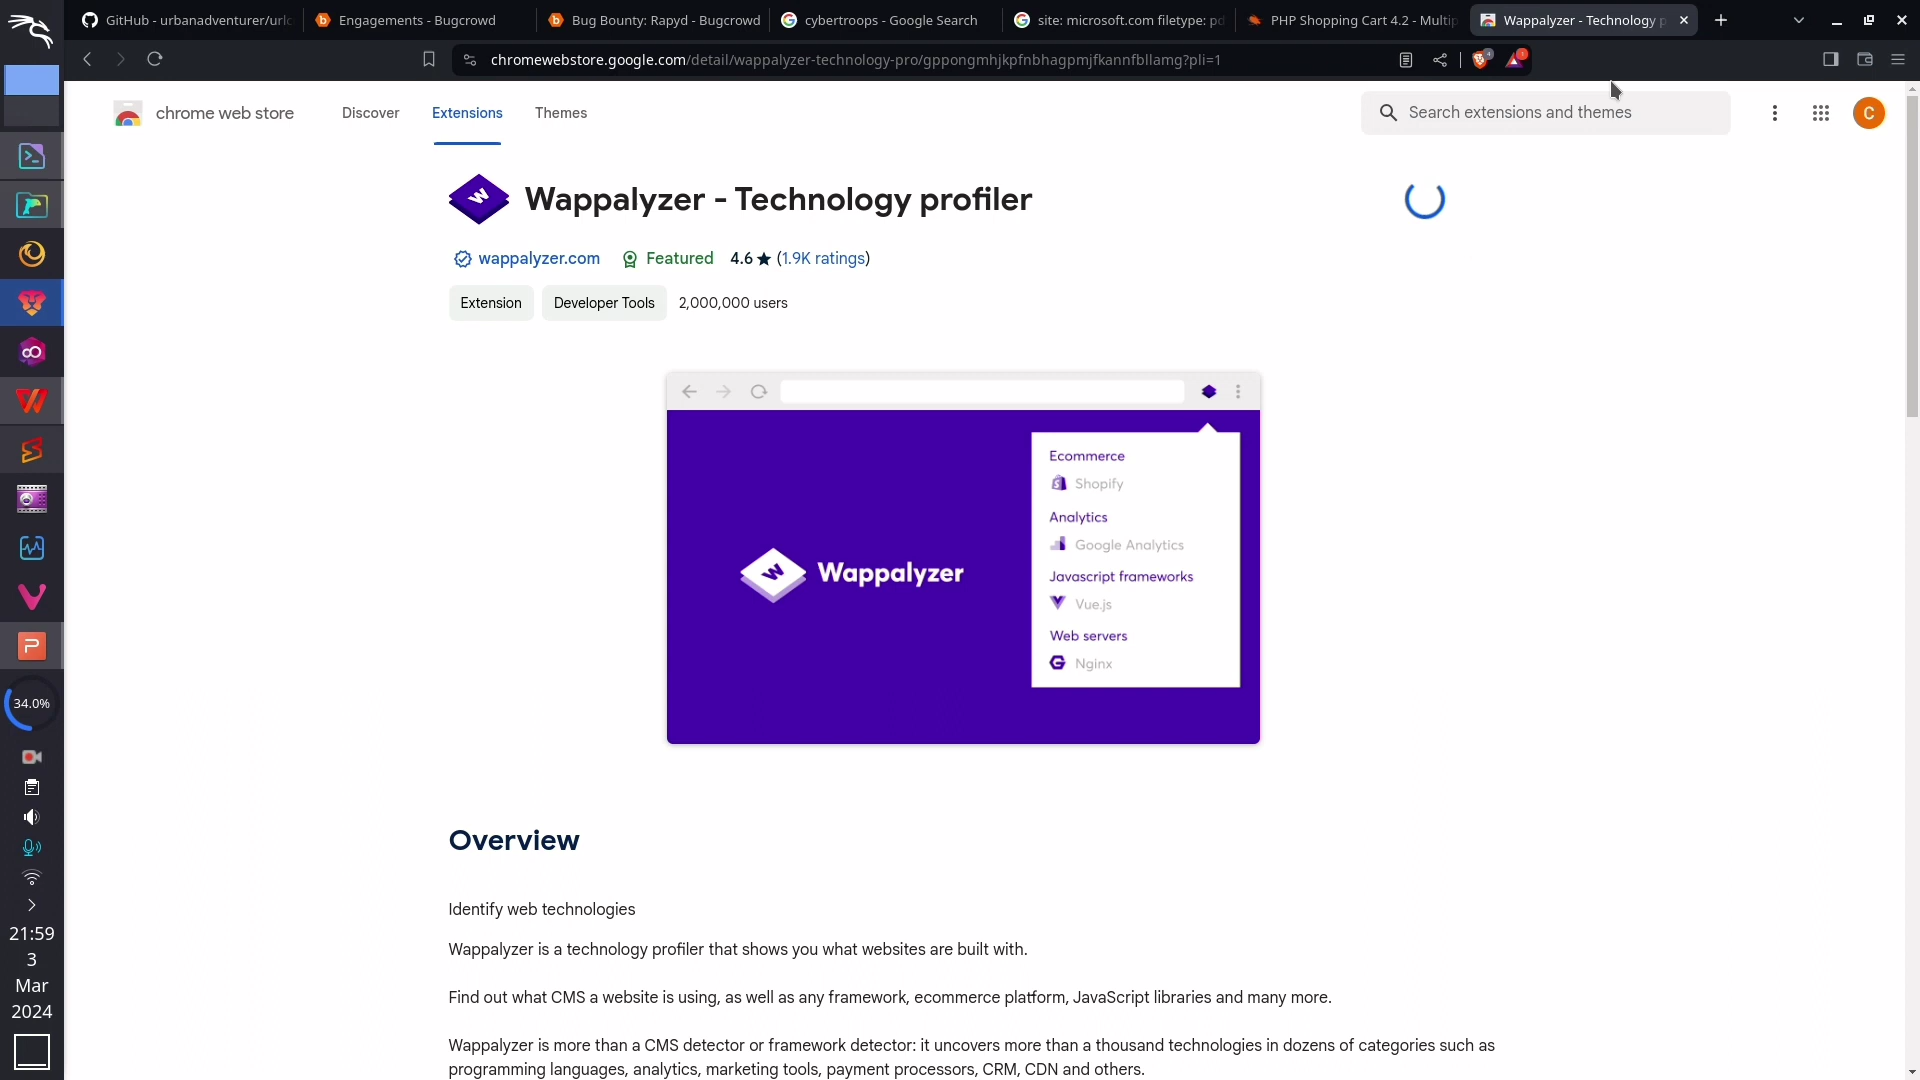 GitHub - urbanadventurer/urlc
Engagements - Bugcrowd
Bug Bounty: Rapyd - Bugcrowd
cybertroops - Google Search
site: microsoft.com filetype: pd
PHP Shopping Cart 4.2 - Multip
Wappalyzer - Technology p
chromewebstore.google.com/detail/wappalyzer-technology-pro/gppongmhjkpfnbhagpmjfkannfbllamg?pli=1
4
1
chrome web store
Discover
Extensions
Themes
Search extensions and themes
C
Wappalyzer - Technology profiler
wappalyzer.com
Featured
4.6 ★ (1.9K ratings)
Extension
Developer Tools
2,000,000 users
Ecommerce
Shopify
Analytics
Google Analytics
Javascript frameworks
Vue.js
Web servers
Nginx
W Wappalyzer
Overview
Identify web technologies
Wappalyzer is a technology profiler that shows you what websites are built with.
Find out what CMS a website is using, as well as any framework, ecommerce platform, JavaScript libraries and many more.
Wappalyzer is more than a CMS detector or framework detector: it uncovers more than a thousand technologies in dozens of categories such as
programming languages, analytics, marketing tools, payment processors, CRM, CDN and others.
34.0%
21:59
3
Mar
2024